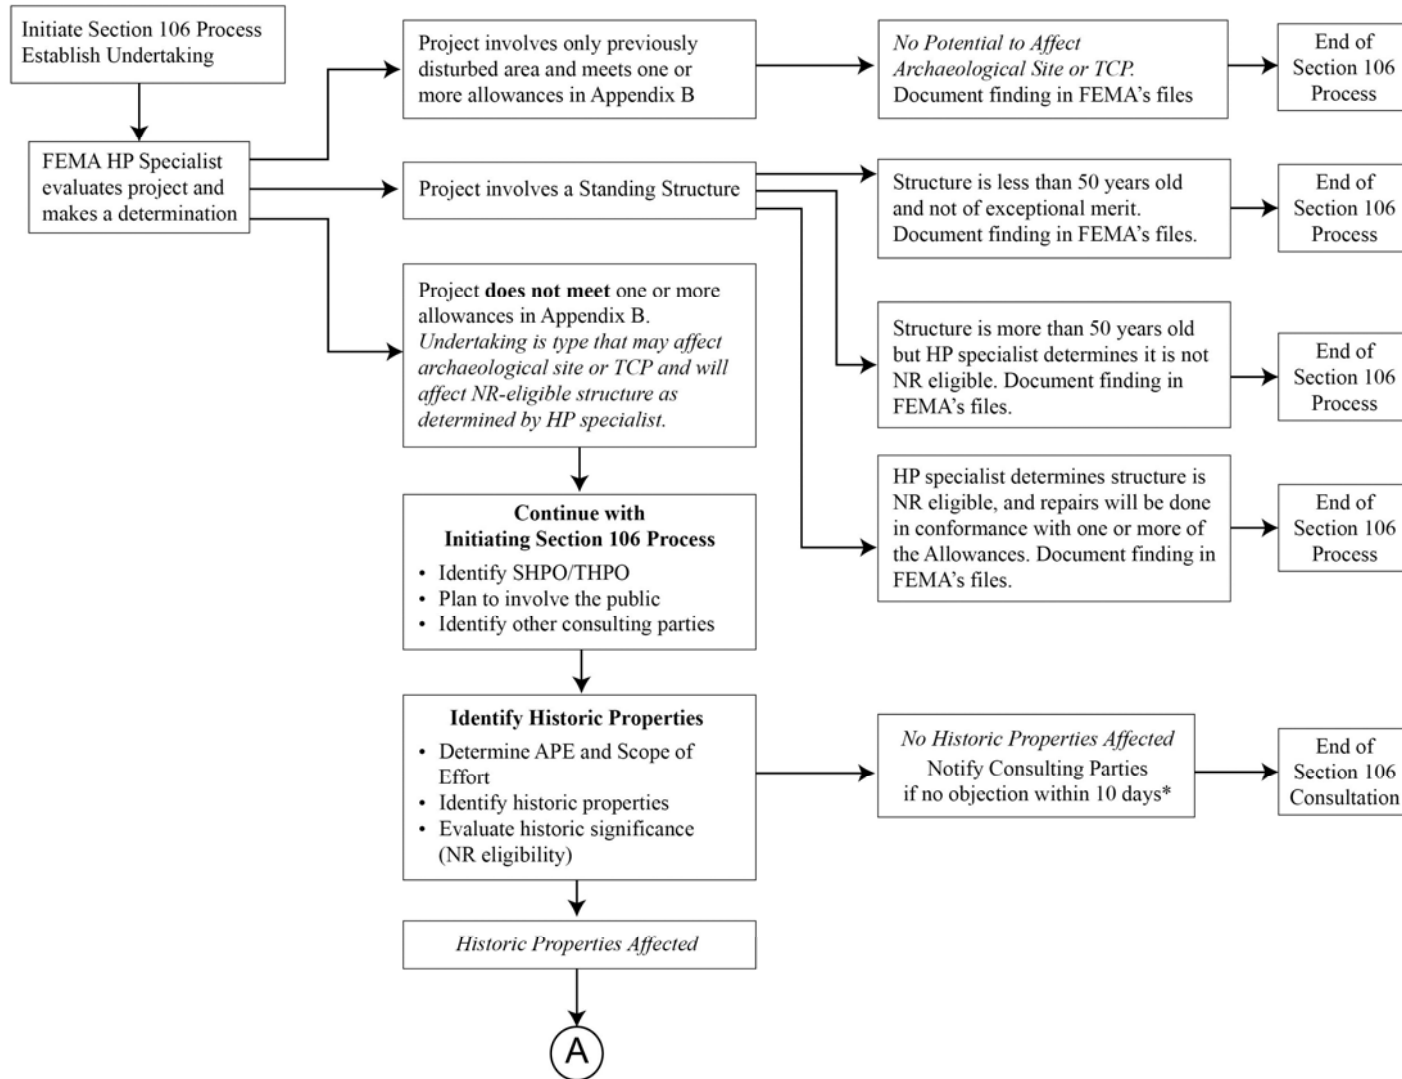 Initiate Section 106 Process
Establish Undertaking
FEMA HP Specialist
evaluates project and
makes a determination
Project involves only previously
disturbed area and meets one or
more allowances in Appendix B
No Potential to Affect
Archaeological Site or TCP.
Document finding in FEMA's files
End of
Section 106
Process
Project involves a Standing Structure
Structure is less than 50 years old
and not of exceptional merit.
Document finding in FEMA's files.
End of
Section 106
Process
Structure is more than 50 years old
but HP specialist determines it is not
NR eligible. Document finding in
FEMA's files.
End of
Section 106
Process
HP specialist determines structure is
NR eligible, and repairs will be done
in conformance with one or more of
the Allowances. Document finding in
FEMA's files.
End of
Section 106
Process
Project does not meet one or more
allowances in Appendix B.
Undertaking is type that may affect
archaeological site or TCP and will
affect NR-eligible structure as
determined by HP specialist.
Continue with
Initiating Section 106 Process
• Identify SHPO/THPO
• Plan to involve the public
• Identify other consulting parties
Identify Historic Properties
• Determine APE and Scope of
Effort
• Identify historic properties
• Evaluate historic significance
(NR eligibility)
No Historic Properties Affected
Notify Consulting Parties
if no objection within 10 days*
End of
Section 106
Consultation
Historic Properties Affected
A